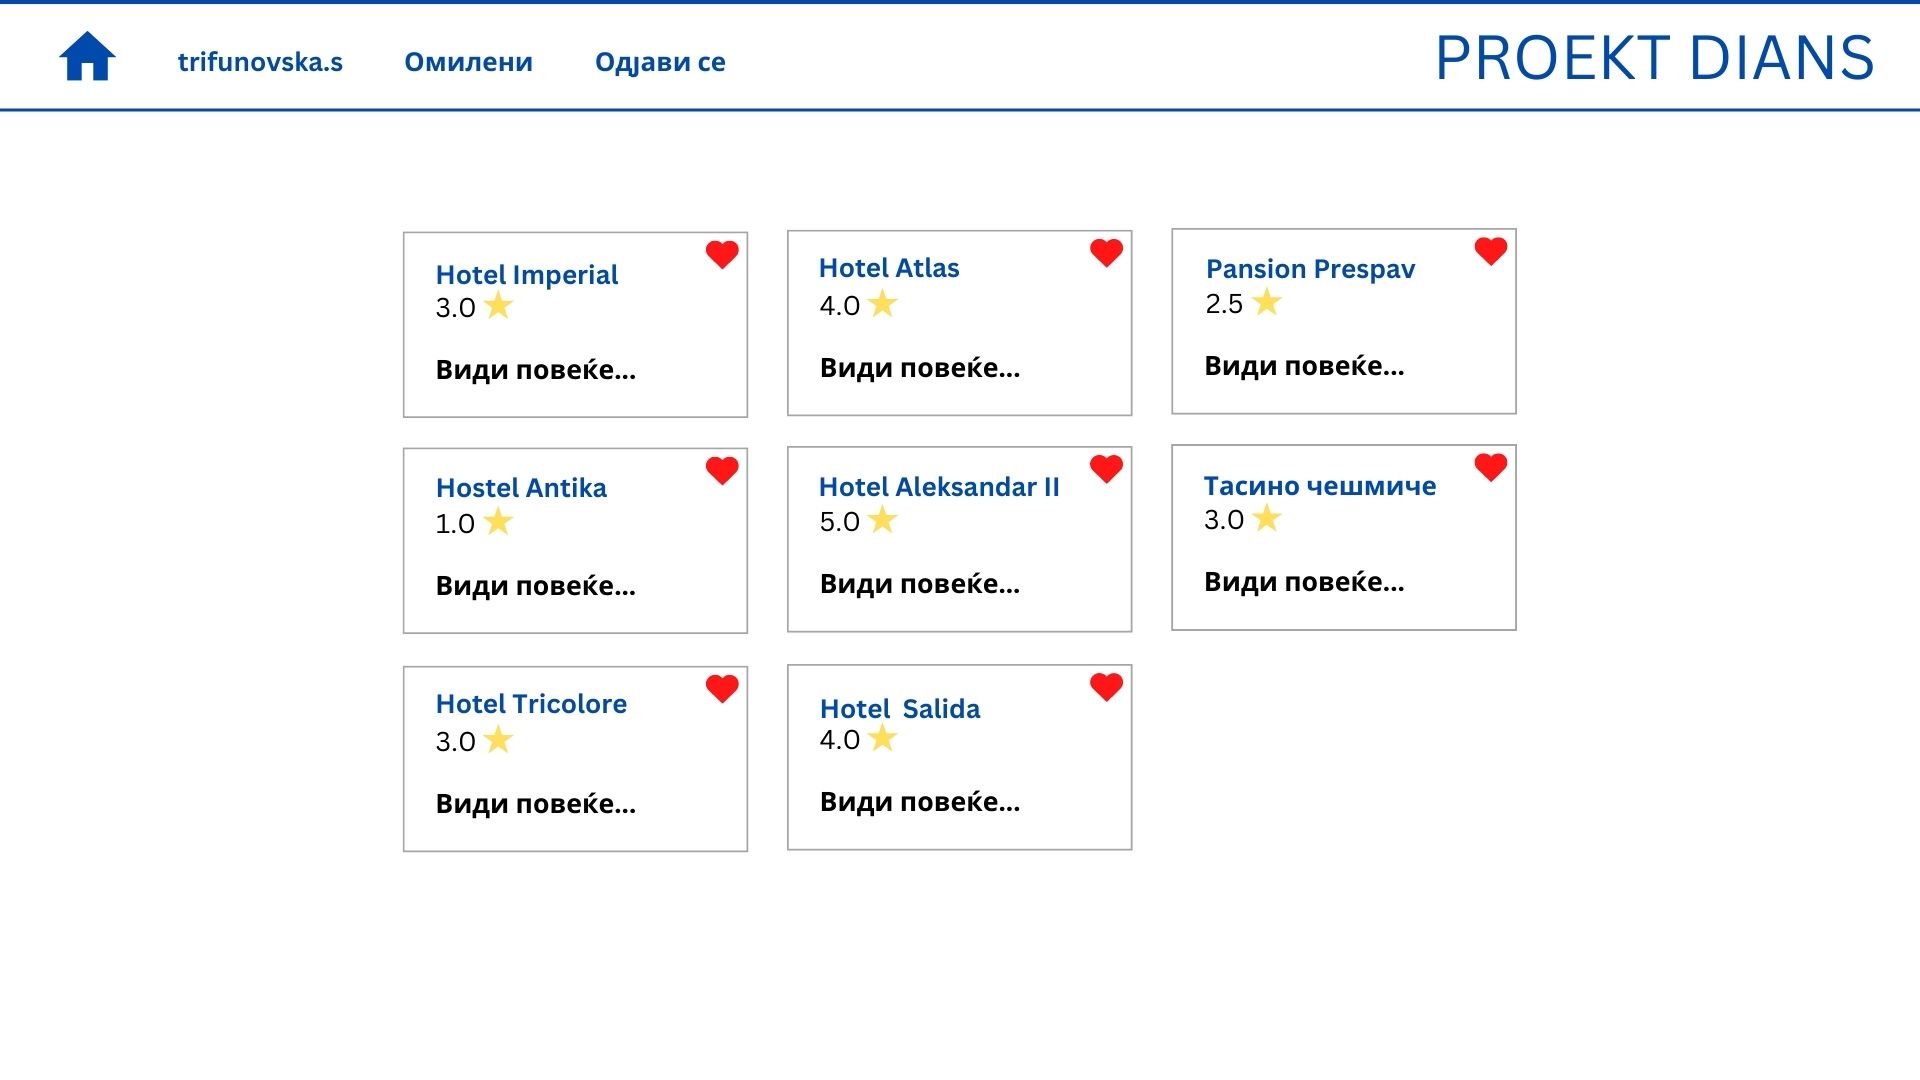 trifunovska.s Омилени Одјави се PROEKT DIANS
Hotel Imperial
3.0
Види повеќе...
Hotel Atlas
4.0
Види повеќе...
Pansion Prespav
2.5
Види повеќе...
Hostel Antika
1.0
Види повеќе...
Hotel Aleksandar II
5.0
Види повеќе...
Тасино чешмиче
3.0
Види повеќе...
Hotel Tricolore
3.0
Види повеќе...
Hotel  Salida
4.0
Види повеќе...